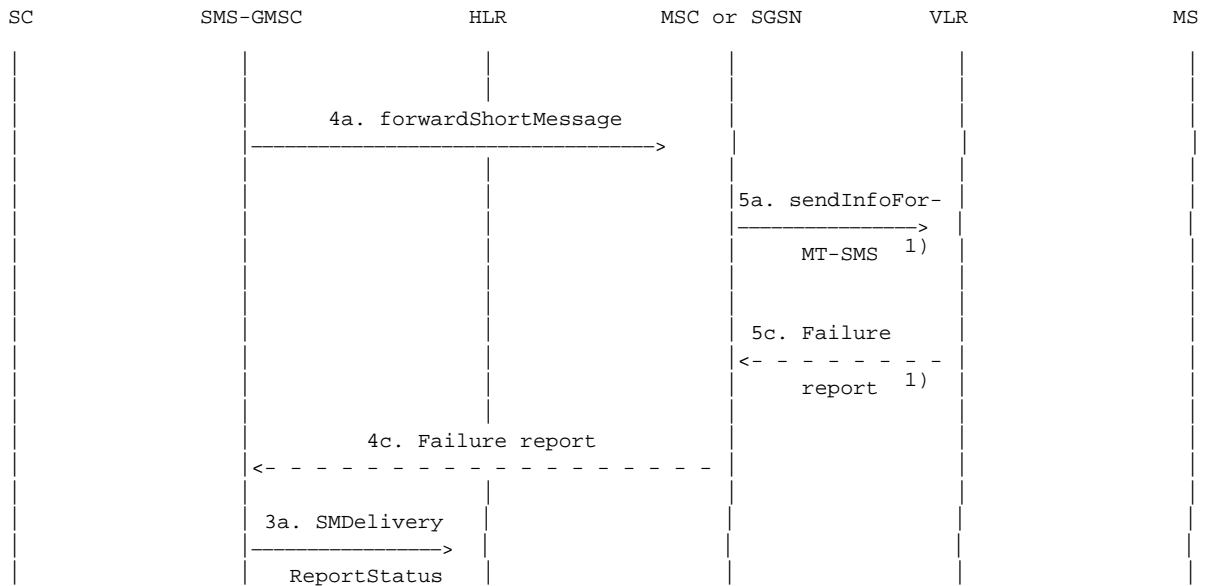 SC SMS-GMSC HLR MSC or SGSN VLR MS
4a. forwardShortMessage
5a. sendInfoFor-
MT-SMS 1)
5c. Failure
report 1)
4c. Failure report
3a. SMDelivery
ReportStatus